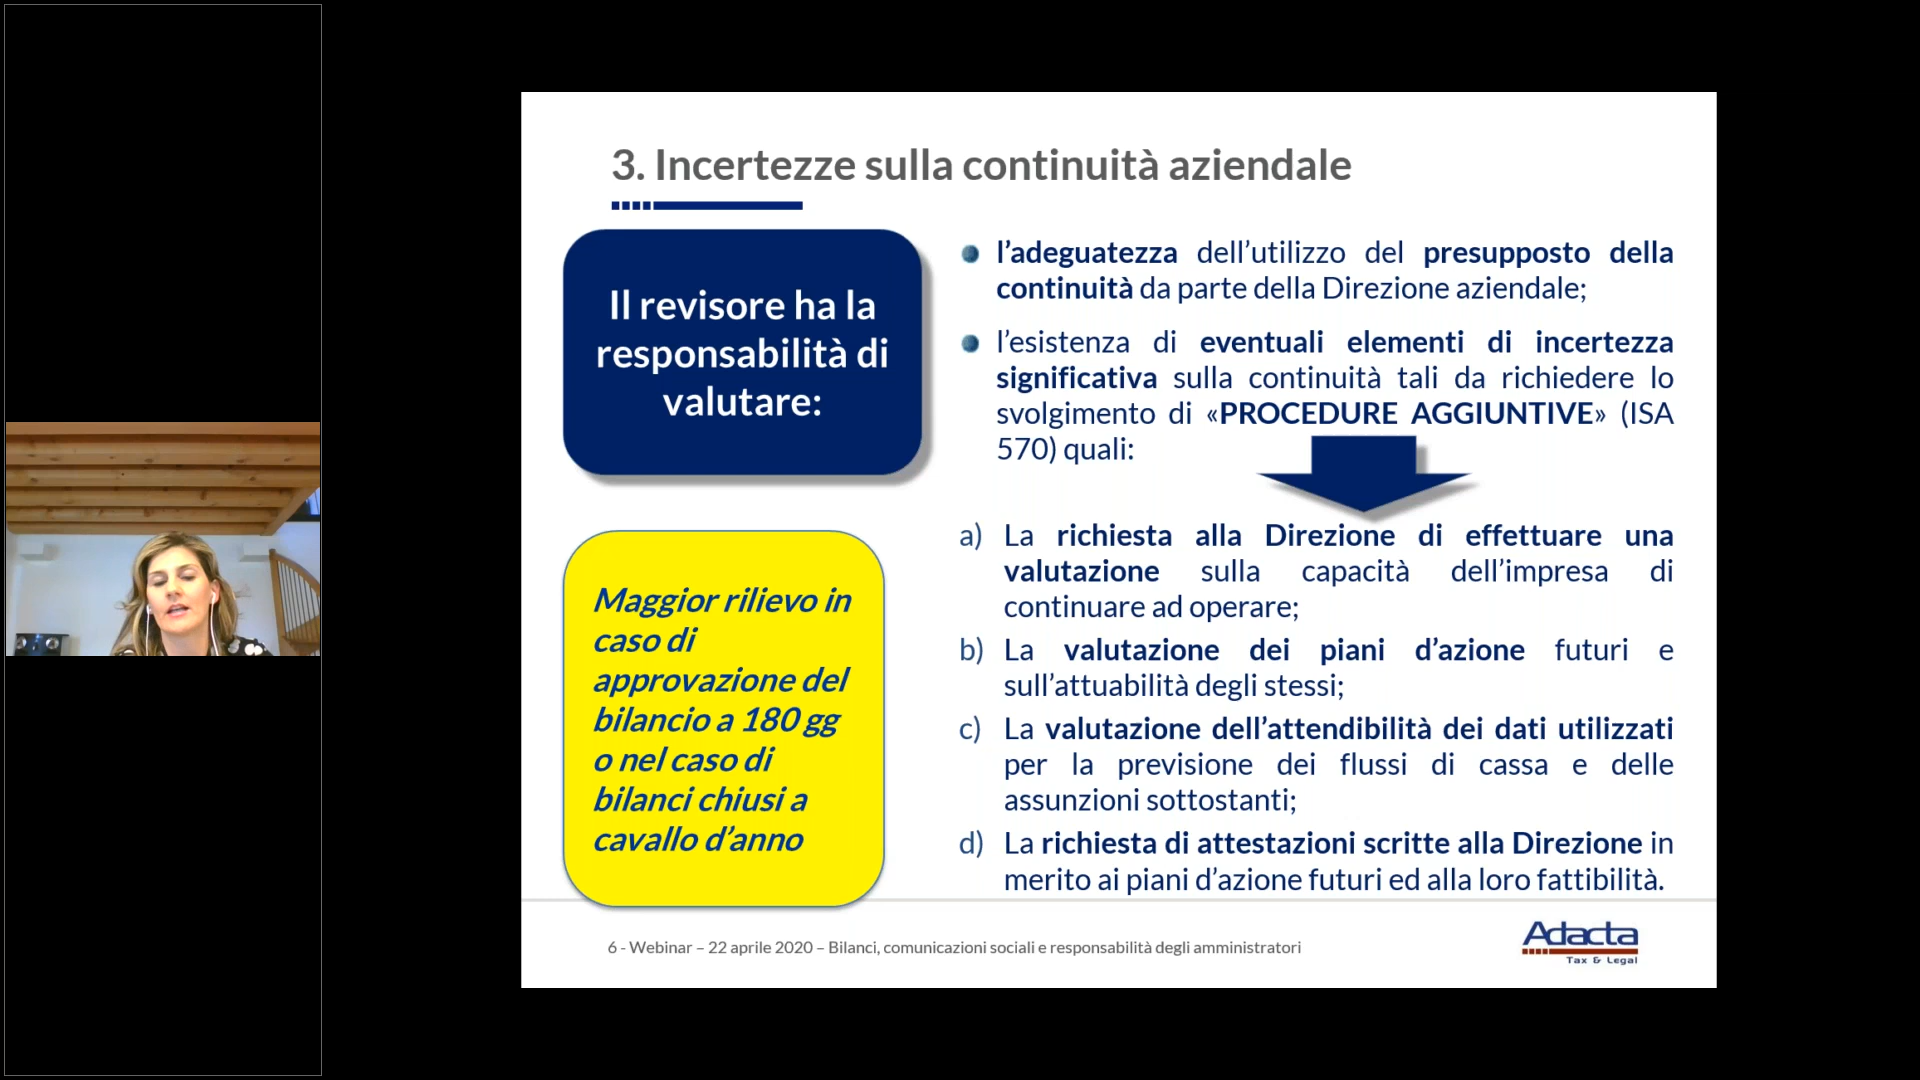 3. Incertezze sulla continuità aziendale
Il revisore ha la
responsabilità di
valutare:
l’adeguatezza dell’utilizzo del presupposto della
continuità da parte della Direzione aziendale;
l’esistenza di eventuali elementi di incertezza
significativa sulla continuità tali da richiedere lo
svolgimento di «PROCEDURE AGGIUNTIVE» (ISA
570) quali:
Maggior rilievo in
caso di
approvazione del
bilancio a 180 gg
o nel caso di
bilanci chiusi a
cavallo d’anno
a) La richiesta alla Direzione di effettuare una
valutazione sulla capacità dell’impresa di
continuare ad operare;
b) La valutazione dei piani d’azione futuri e
sull’attuabilità degli stessi;
c) La valutazione dell’attendibilità dei dati utilizzati
per la previsione dei flussi di cassa e delle
assunzioni sottostanti;
d) La richiesta di attestazioni scritte alla Direzione in
merito ai piani d’azione futuri ed alla loro fattibilità.
6 - Webinar – 22 aprile 2020 – Bilanci, comunicazioni sociali e responsabilità degli amministratori
Adacta
Tax & Legal